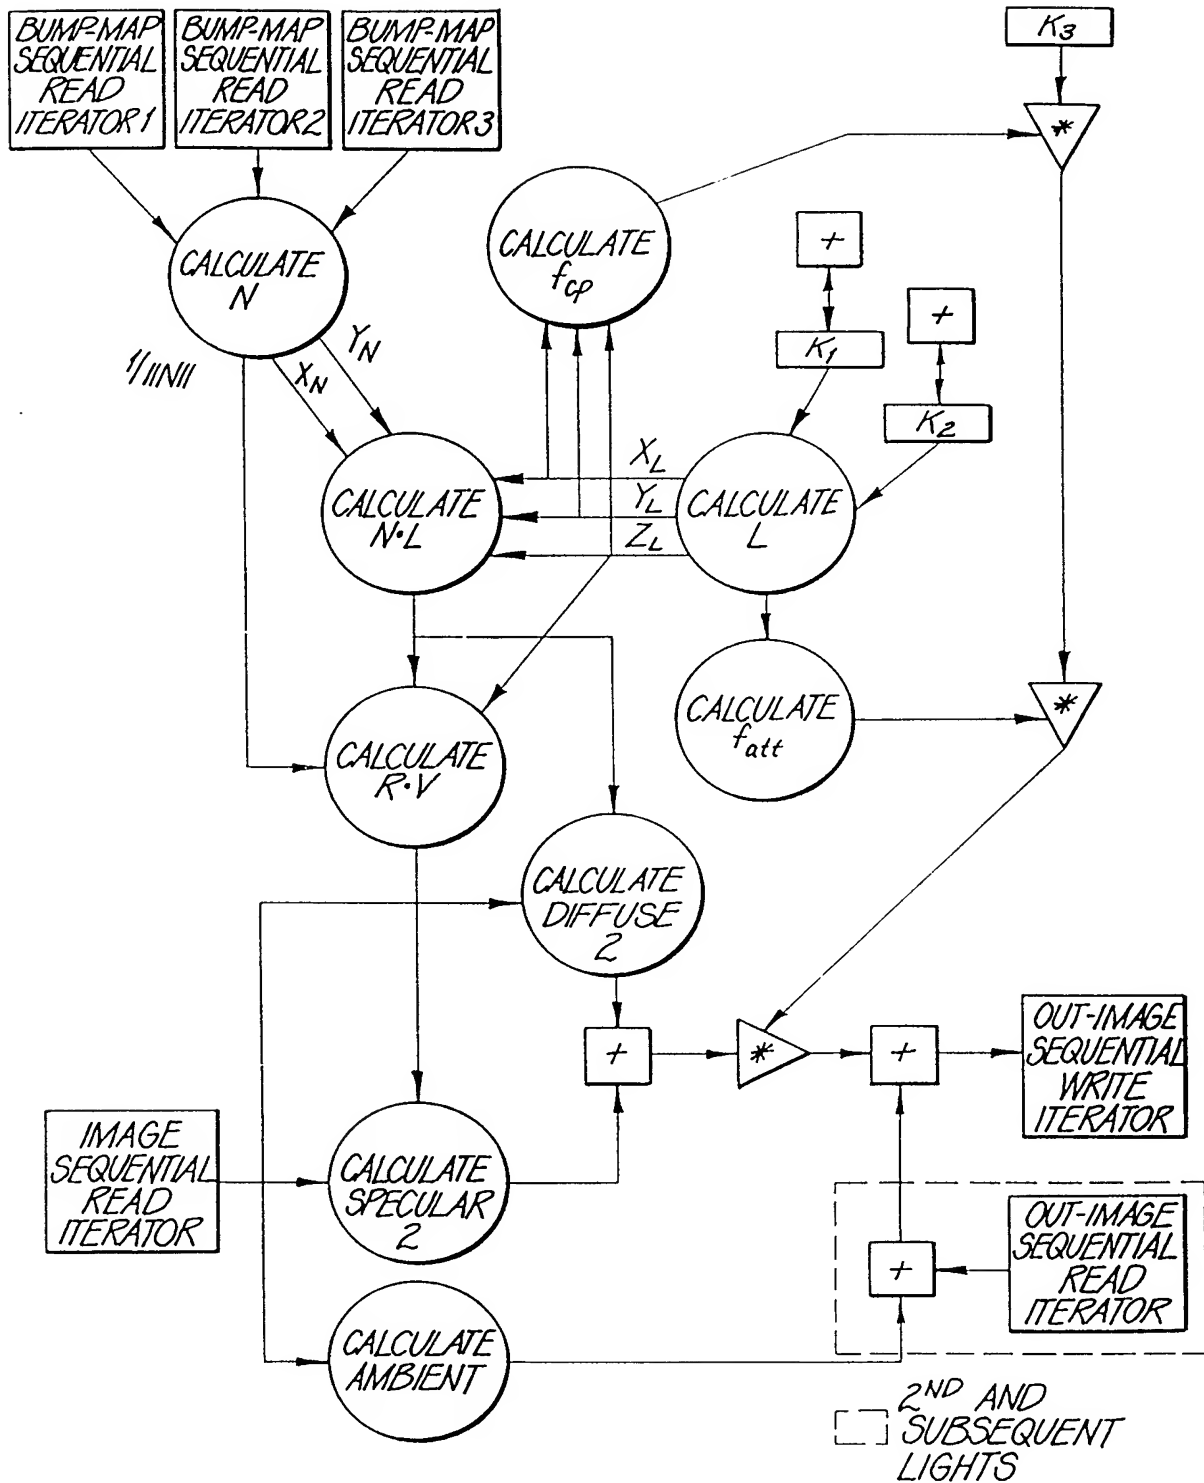 BUMP-MAP
SEQUENTIAL
READ
ITERATOR 1
BUMP-MAP
SEQUENTIAL
READ
ITERATOR 2
BUMP-MAP
SEQUENTIAL
READ
ITERATOR 3
K3
*
CALCULATE
fcp
+
CALCULATE
N
+
K1
YN
1/||N||
XN
K2
XL
CALCULATE
N·L
YL
CALCULATE
L
ZL
*
CALCULATE
fatt
CALCULATE
R·V
CALCULATE
DIFFUSE
2
+
*
+
OUT-IMAGE
SEQUENTIAL
WRITE
ITERATOR
IMAGE
SEQUENTIAL
READ
ITERATOR
CALCULATE
SPECULAR
2
OUT-IMAGE
SEQUENTIAL
READ
ITERATOR
+
CALCULATE
AMBIENT
2ND AND
SUBSEQUENT
LIGHTS